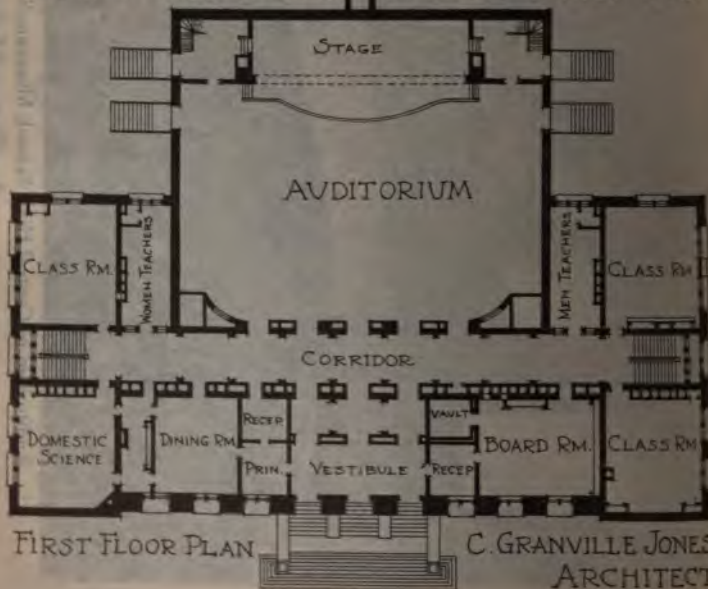 STAGE
AUDITORIUM
CLASS RM.
WOMEN TEACHERS
MEN TEACHERS
CLASS RM
CORRIDOR
DOMESTIC
SCIENCE
DINING RM.
RECEP
PRIN.
VESTIBULE
VAULT
RECEP
BOARD RM.
CLASS RM
FIRST FLOOR PLAN
C. GRANVILLE JONES
ARCHITECT